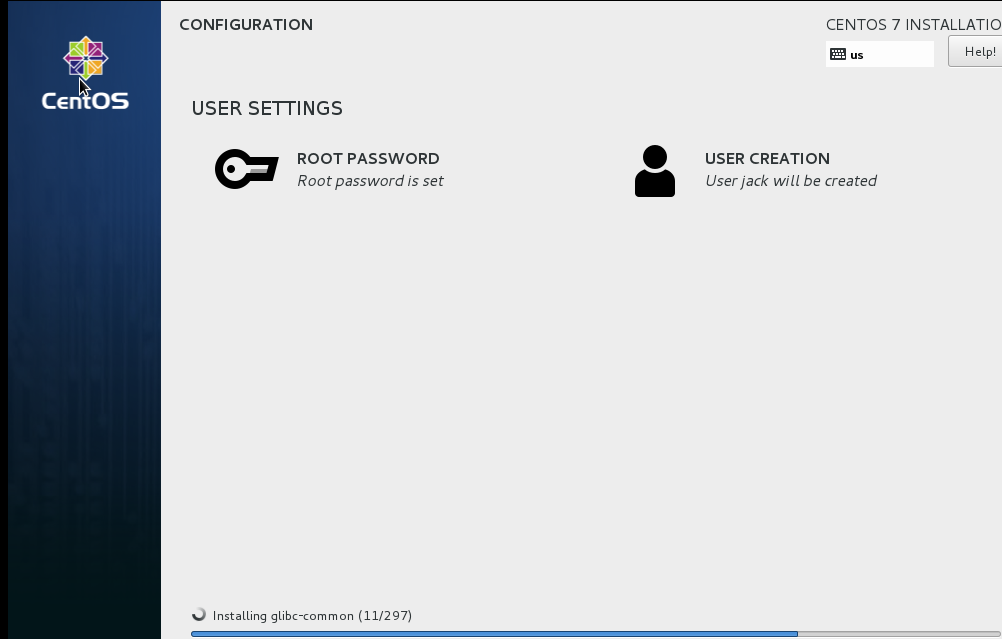 CONFIGURATION
CENTOS 7 INSTALLATIO
us
Help!
CentOS
USER SETTINGS
ROOT PASSWORD
Root password is set
USER CREATION
User jack will be created
Installing glibc-common (11/297)